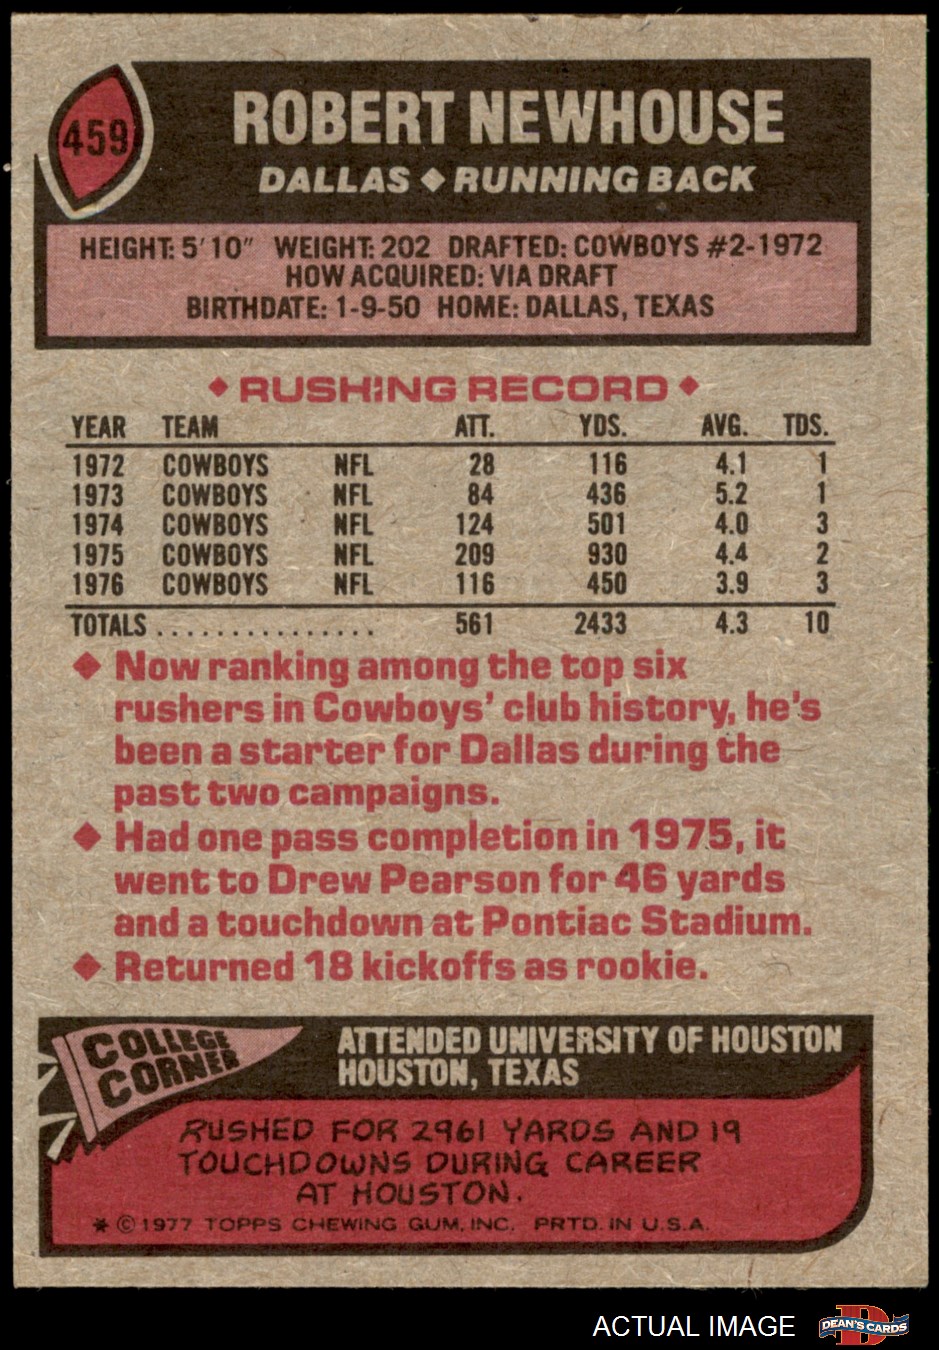 459
ROBERT NEWHOUSE
DALLAS ◆ RUNNING BACK
HEIGHT: 5' 10" WEIGHT: 202 DRAFTED: COWBOYS #2-1972
HOW ACQUIRED: VIA DRAFT
BIRTHDATE: 1-9-50 HOME: DALLAS, TEXAS
◆ RUSHING RECORD ◆
YEAR TEAM ATT. YDS. AVG. TDS.
1972 COWBOYS NFL 28 116 4.1 1
1973 COWBOYS NFL 84 436 5.2 1
1974 COWBOYS NFL 124 501 4.0 3
1975 COWBOYS NFL 209 930 4.4 2
1976 COWBOYS NFL 116 450 3.9 3
TOTALS ............... 561 2433 4.3 10
◆ Now ranking among the top six
rushers in Cowboys' club history, he's
been a starter for Dallas during the
past two campaigns.
◆ Had one pass completion in 1975, it
went to Drew Pearson for 46 yards
and a touchdown at Pontiac Stadium.
◆ Returned 18 kickoffs as rookie.
COLLEGE
CORNER
ATTENDED UNIVERSITY OF HOUSTON
HOUSTON, TEXAS
RUSHED FOR 2961 YARDS AND 19
TOUCHDOWNS DURING CAREER
AT HOUSTON.
* © 1977 TOPPS CHEWING GUM, INC. PRTD. IN U.S.A.
ACTUAL IMAGE
D
DEAN'S CARDS